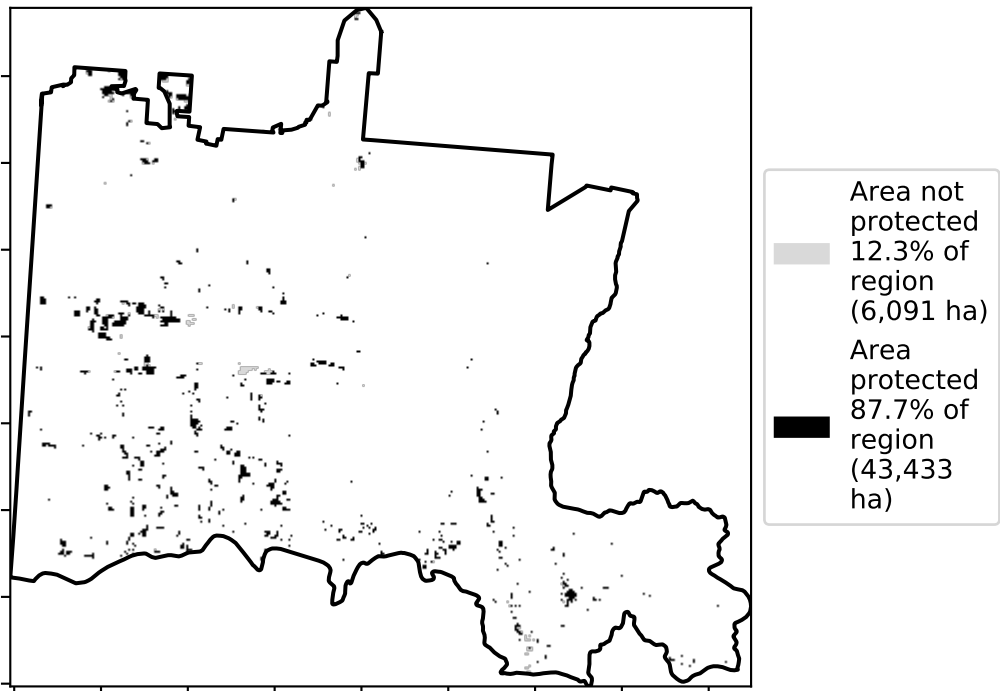 Area not
protected
12.3% of
region
(6,091 ha)
Area
protected
87.7% of
region
(43,433
ha)